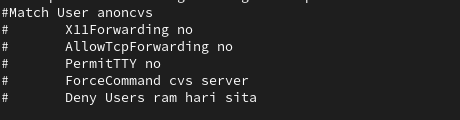 #Match User anoncvs
#       X11Forwarding no
#       AllowTcpForwarding no
#       PermitTTY no
#       ForceCommand cvs server
#       Deny Users ram hari sita